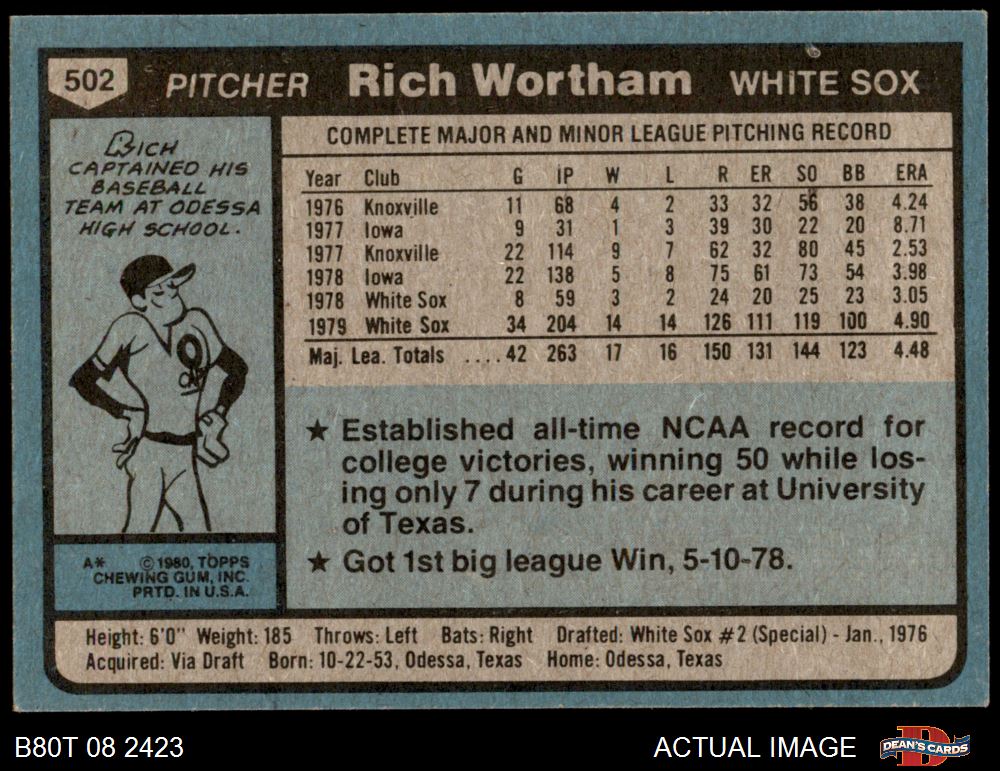 502 PITCHER Rich Wortham WHITE SOX
RICH
CAPTAINED HIS
BASEBALL
TEAM AT ODESSA
HIGH SCHOOL.
COMPLETE MAJOR AND MINOR LEAGUE PITCHING RECORD
Year Club G IP W L R ER SO BB ERA
1976 Knoxville 11 68 4 2 33 32 56 38 4.24
1977 Iowa 9 31 1 3 39 30 22 20 8.71
1977 Knoxville 22 114 9 7 62 32 80 45 2.53
1978 Iowa 22 138 5 8 75 61 73 54 3.98
1978 White Sox 8 59 3 2 24 20 25 23 3.05
1979 White Sox 34 204 14 14 126 111 119 100 4.90
Maj. Lea. Totals ....42 263 17 16 150 131 144 123 4.48
★ Established all-time NCAA record for
college victories, winning 50 while los-
ing only 7 during his career at University
of Texas.
★ Got 1st big league Win, 5-10-78.
A* ©1980, TOPPS
CHEWING GUM, INC.
PRTD. IN U.S.A.
Height: 6'0" Weight: 185 Throws: Left Bats: Right Drafted: White Sox #2 (Special) - Jan., 1976
Acquired: Via Draft Born: 10-22-53, Odessa, Texas Home: Odessa, Texas
B80T 08 2423 ACTUAL IMAGE DEAN'S CARDS